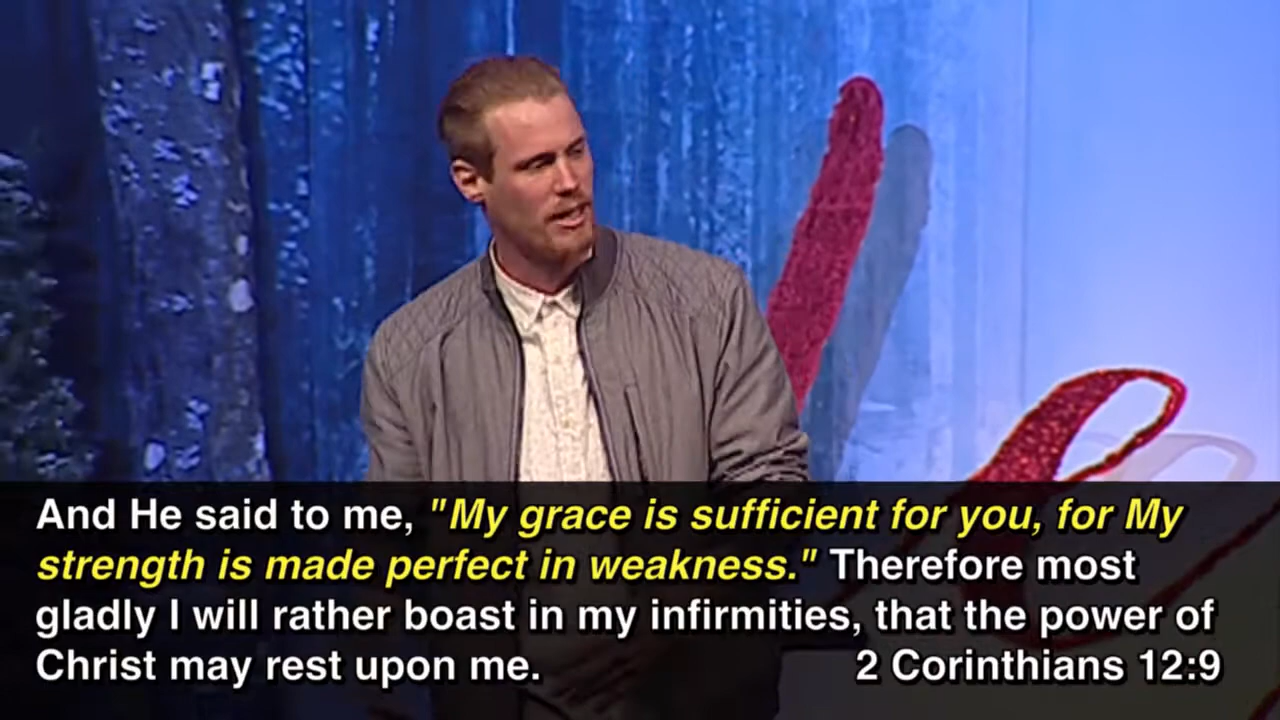 And He said to me, "My grace is sufficient for you, for My
strength is made perfect in weakness." Therefore most
gladly I will rather boast in my infirmities, that the power of
Christ may rest upon me. 2 Corinthians 12:9